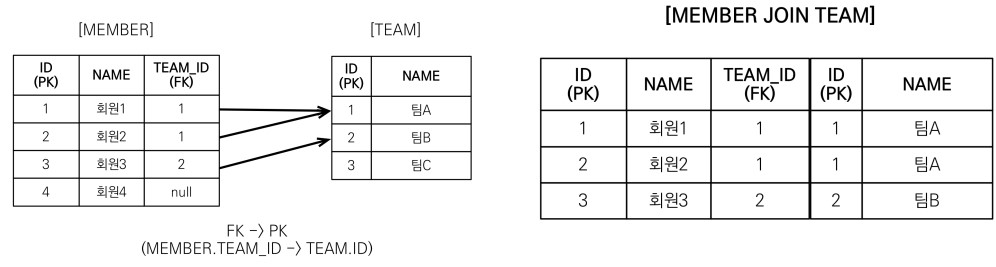 [MEMBER]
ID
(PK)
NAME
TEAM_ID
(FK)
1 회원1 1
2 회원2 1
3 회원3 2
4 회원4 null
[TEAM]
ID
(PK)
NAME
1 팀A
2 팀B
3 팀C
FK -> PK
(MEMBER.TEAM_ID -> TEAM.ID)
[MEMBER JOIN TEAM]
ID
(PK)
NAME
TEAM_ID
(FK)
ID
(PK)
NAME
1 회원1 1 1 팀A
2 회원2 1 1 팀A
3 회원3 2 2 팀B